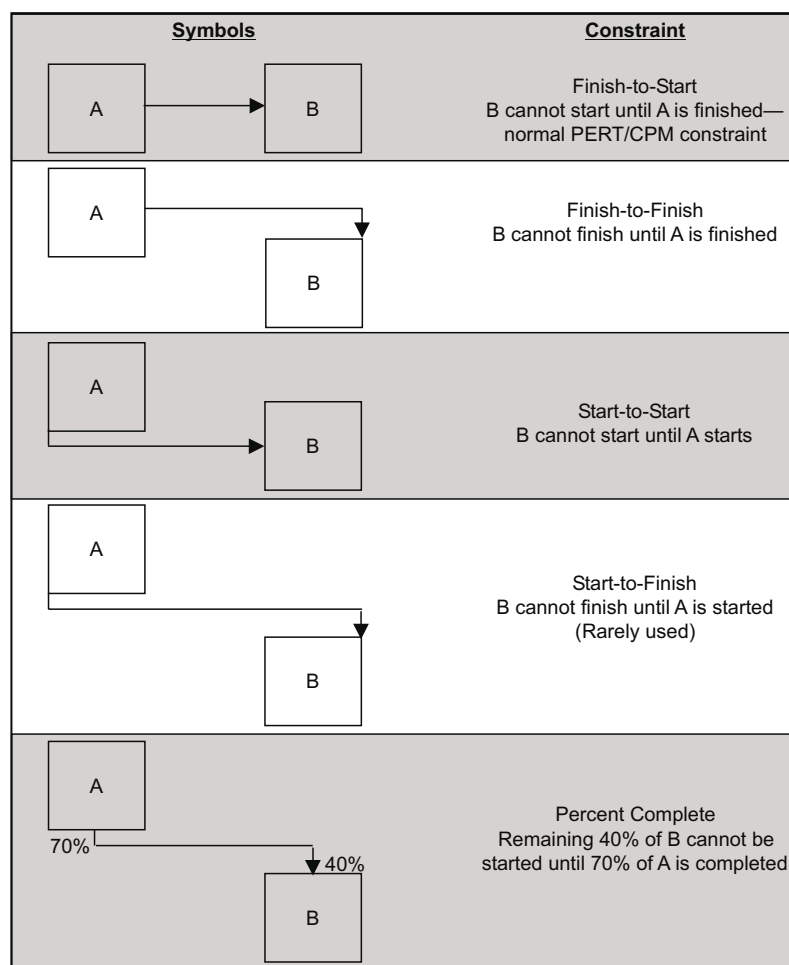 Symbols
Constraint
A
B
Finish-to-Start
B cannot start until A is finished—
normal PERT/CPM constraint
A
B
Finish-to-Finish
B cannot finish until A is finished
A
B
Start-to-Start
B cannot start until A starts
A
B
Start-to-Finish
B cannot finish until A is started
(Rarely used)
A
70%
40%
B
Percent Complete
Remaining 40% of B cannot be
started until 70% of A is completed